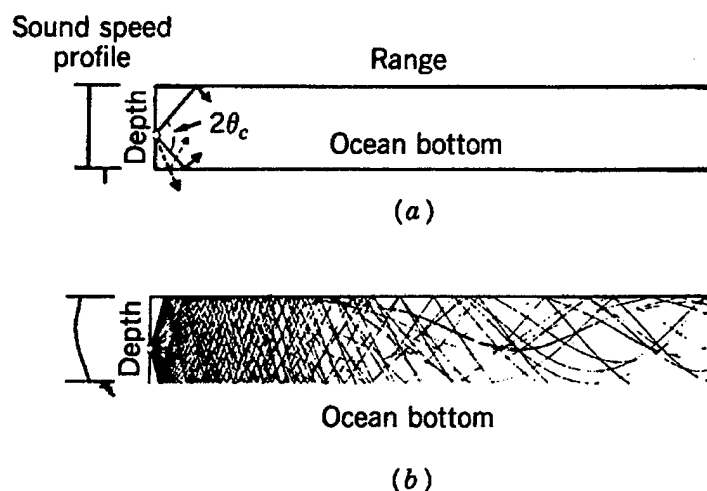 Sound speed
profile
Range
Depth
2θc
Ocean bottom
(a)
Depth
Ocean bottom
(b)